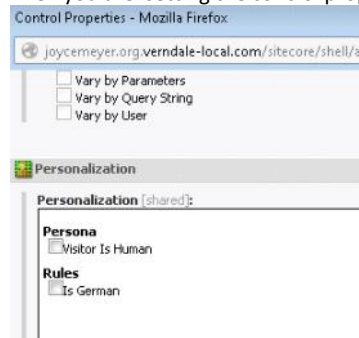 Control Properties - Mozilla Firefox
joycemeyer.org.verndale-local.com/sitecore/shell/a
Vary by Parameters
Vary by Query String
Vary by User
Personalization
Personalization [shared]:
Persona
Visitor Is Human
Rules
Is German